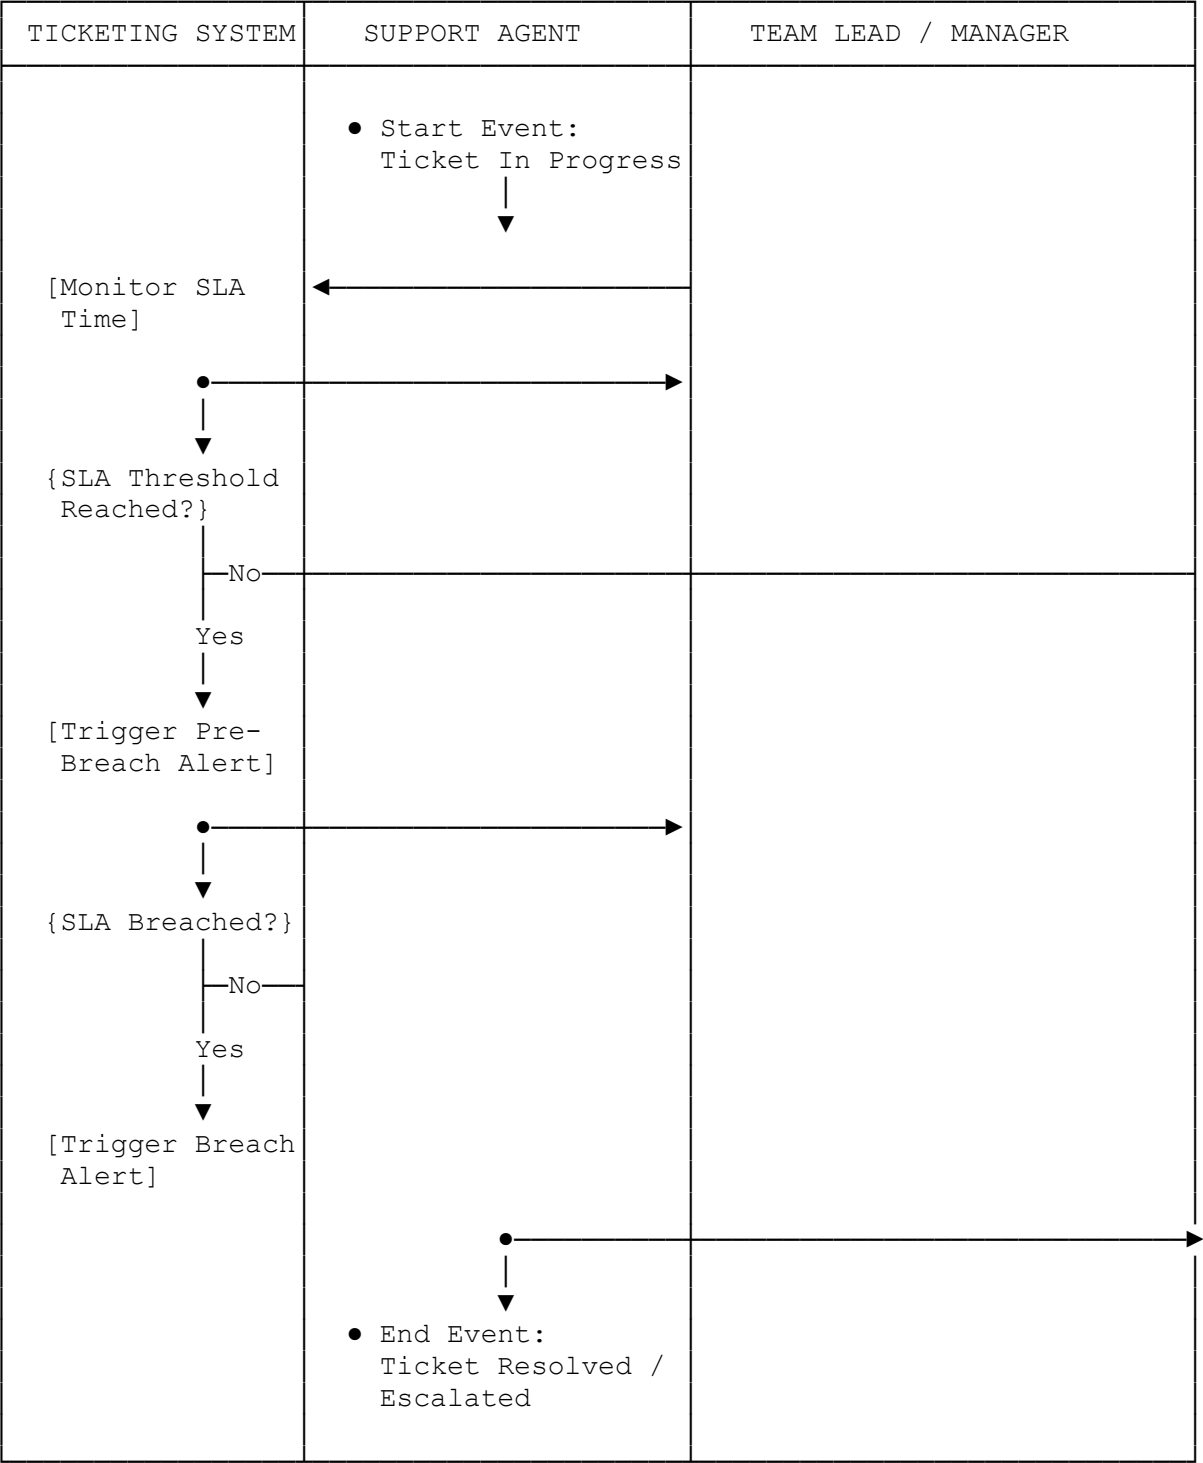 TICKETING SYSTEM SUPPORT AGENT TEAM LEAD / MANAGER
● Start Event:
Ticket In Progress
[Monitor SLA
Time]
{SLA Threshold
Reached?}
No
Yes
[Trigger Pre-
Breach Alert]
{SLA Breached?}
No
Yes
[Trigger Breach
Alert]
● End Event:
Ticket Resolved /
Escalated